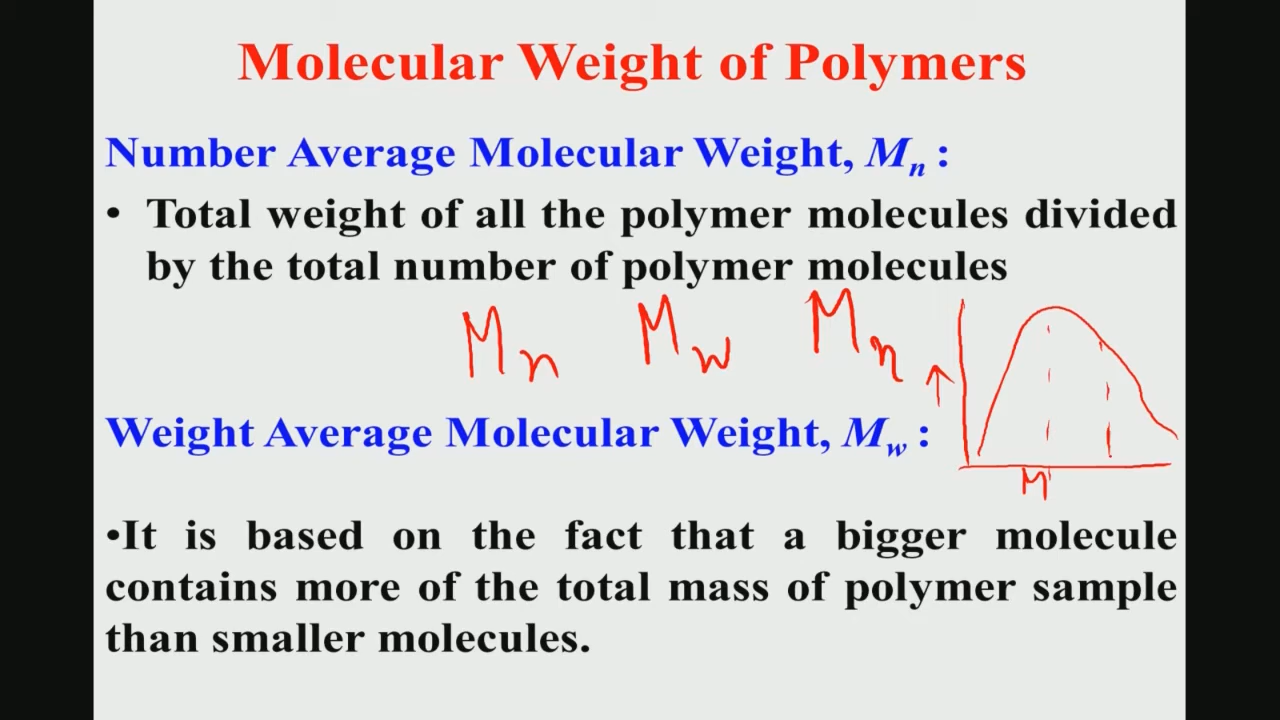 Molecular Weight of Polymers
Number Average Molecular Weight, Mn :
• Total weight of all the polymer molecules divided
by the total number of polymer molecules
Mn Mw Mn
Weight Average Molecular Weight, Mw :
M
•It is based on the fact that a bigger molecule
contains more of the total mass of polymer sample
than smaller molecules.